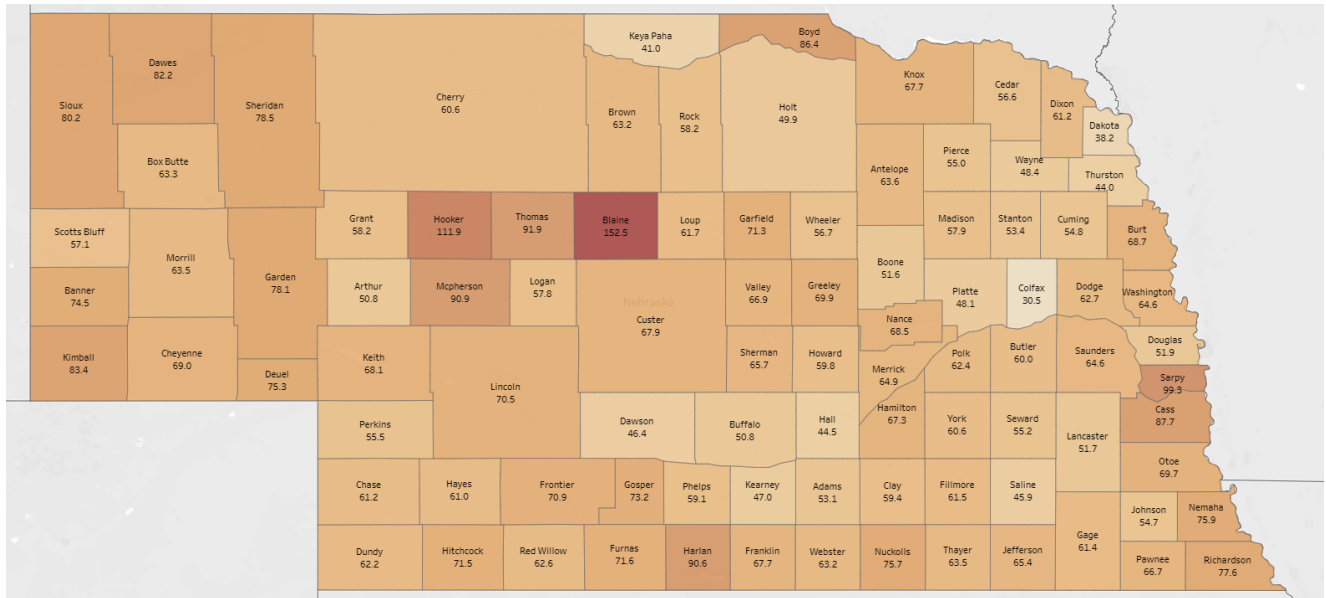 Keya Paha
41.0
Boyd
86.4
Dawes
82.2
Knox
67.7
Cedar
56.6
Sioux
80.2
Sheridan
78.5
Cherry
60.6
Brown
63.2
Rock
58.2
Holt
49.9
Dixon
61.2
Dakota
38.2
Box Butte
63.3
Antelope
63.6
Pierce
55.0
Wayne
48.4
Thurston
44.0
Scotts Bluff
57.1
Grant
58.2
Hooker
111.9
Thomas
91.9
Blaine
152.5
Loup
61.7
Garfield
71.3
Wheeler
56.7
Madison
57.9
Stanton
53.4
Cuming
54.8
Burt
68.7
Morrill
63.5
Banner
74.5
Garden
78.1
Arthur
50.8
Mcpherson
90.9
Logan
57.8
Nebraska
Custer
67.9
Valley
66.9
Greeley
69.9
Boone
51.6
Platte
48.1
Colfax
30.5
Dodge
62.7
Washington
64.6
Nance
68.5
Kimball
83.4
Cheyenne
69.0
Deuel
75.3
Keith
68.1
Lincoln
70.5
Sherman
65.7
Howard
59.8
Merrick
64.9
Polk
62.4
Butler
60.0
Saunders
64.6
Douglas
51.9
Sarpy
99.3
Perkins
55.5
Dawson
46.4
Buffalo
50.8
Hall
44.5
Hamilton
67.3
York
60.6
Seward
55.2
Lancaster
51.7
Cass
87.7
Otoe
69.7
Chase
61.2
Hayes
61.0
Frontier
70.9
Gosper
73.2
Phelps
59.1
Kearney
47.0
Adams
53.1
Clay
59.4
Fillmore
61.5
Saline
45.9
Johnson
54.7
Nemaha
75.9
Dundy
62.2
Hitchcock
71.5
Red Willow
62.6
Furnas
71.6
Harlan
90.6
Franklin
67.7
Webster
63.2
Nuckolls
75.7
Thayer
63.5
Jefferson
65.4
Gage
61.4
Pawnee
66.7
Richardson
77.6